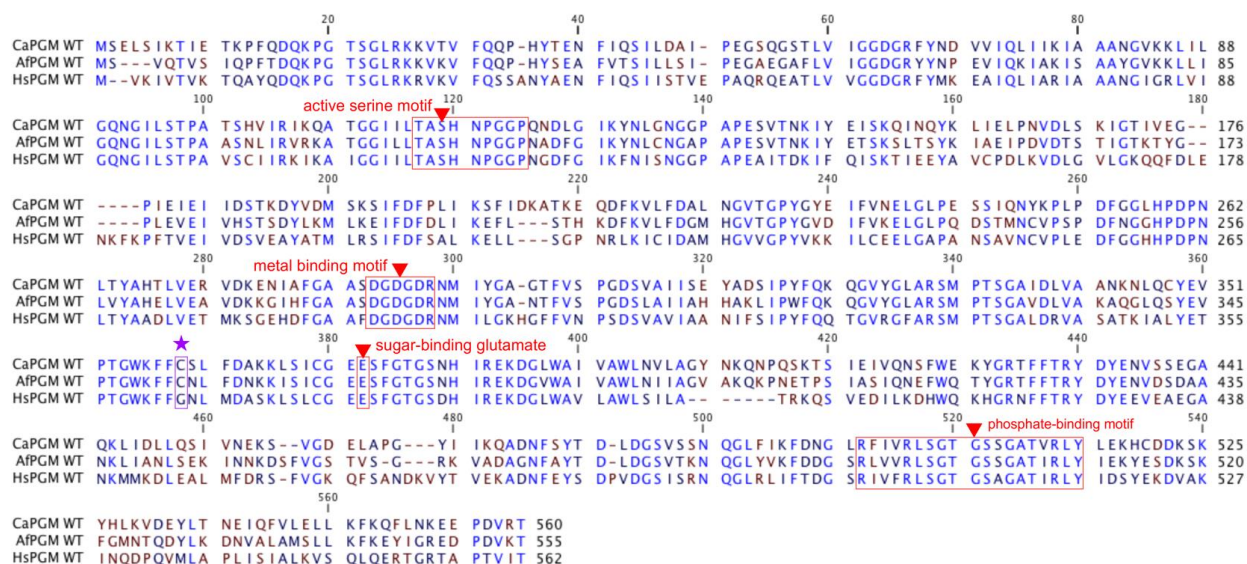 20 40 60 80
CaPGM WT MSELSIKTIE TKPFQDQKPG TSGLRKKVTV FQQP-HYTEN FIQSILDAI- PEGSQGSTLV IGGDGRFYND VVIQLIIKIA AANGVKKLIL 88
AfPGM WT MS---VQTVS IQPFTDQKPG TSGLRKKVKV FQQP-HYSEA FVTSILLSI- PEGAEGAFLV IGGDGRYYNP EVIQKIAKIS AAYGVKKLLI 85
HsPGM WT M--VKIVTVK TQAYQDQKPG TSGLRKRVKV FQSSANYAEN FIQSIISTVE PAQRQEATLV VGGDGRFYMK EAIQLIARIA AANGIGRLVI 88
100 120 140 160 180
active serine motif
CaPGM WT GQNGILSTPA TSHVIRIKQA TGGIILTASH NPGGPQNDLG IKYNLGNGGP APESVTNKIY EISKQINQYK LIELPNVDLS KIGTIVEG-- 176
AfPGM WT GQNGILSTPA ASNLIRVRKA TGGILLTASH NPGGPNADFG IKYNLCNGAP APESVTNKIY ETSKSLTSYK IAEIPDVDTS TIGTKTYG-- 173
HsPGM WT GQNGILSTPA VSCIIRKIKA IGGIILTASH NPGGPNGDFG IKFNISNGGP APEAITDKIF QISKTIEEYA VCPDLKVDLG VLGKQQFDLE 178
200 220 240 260
CaPGM WT ----PIEIEI IDSTKDYVDM SKSIFDFPLI KSFIDKATKE QDFKVLFDAL NGVTGPYGYE IFVNELGLPE SSIQNYKPLP DFGGLHPDPN 262
AfPGM WT ----PLEVEI VHSTSDYLKM LKEIFDFDLI KEFL---STHK DFKVLFDGMH GVTGPYGVD IFVKELGLPQ DSTMNCVPSP DFNGGHPDPN 256
HsPGM WT NKFKPFTVEI VDSVEAYATM LRSIFDFSAL KELL---SGP NRLKICIDAMH GVVGPYVKK ILCEELGAPA NSAVNCVPLE DFGGHHPDPN 265
280 300 320 340 360
metal binding motif
CaPGM WT LTYAHTLVER VDKENIAFGA ASDGDGDRNM IYGA-GTFVS PGDSVAIISE YADSIPYFQK QGVYGLARSM PTSGAIDLVA ANKNLQCYEV 351
AfPGM WT LVYAHELVEA VDKKGIHFGA ASDGDGDRNM IYGA-NTFVS PGDSLAIIAH HAKLIPWFQK QGVYGLARSM PTSGAVDLVA KAQGLQSYEV 345
HsPGM WT LTYAADLVET MKSGEHDFGA AFDGDGDRNM ILGKHGFFVN PSDSVAVIAA NIFSIPYFQQ TGVRGFARSM PTSGALDRVA SATKIALYET 355
380 400 420 440
sugar-binding glutamate
CaPGM WT PTGWKFFCSL FDAKKLSICG EESFGTGSNH IREKDGLWAI VAWLNVLAGY NKQNPQSKTS IEIVQNSFWE KYGRTFFTRY DYENVSSEGA 441
AfPGM WT PTGWKFFCNL FDNKKISICG EESFGTGSNH IREKDGVWAI VAWLNIIAGV AKQKPNETPS IASIQNEFWQ TYGRTFFTRY DYENVDSDAA 435
HsPGM WT PTGWKFFGNL MDASKLSLCG EESFGTGSDH IREKDGLWAV LAWLSILA-- ----TRKQS VEDILKDHWQ KHGRNFFTRY DYEEVEAEGA 438
460 480 500 520 540
phosphate-binding motif
CaPGM WT QKLIDLLQSI VNEKS--VGD ELAPG---YI IKQADNFSYT D-LDGSVSSN QGLFIKFDNG LRFIVRLSGT GSSGATVRLY LEKHCDDKSK 525
AfPGM WT NKLIANLSEK INNKDSFVGS TVS-G---RK VADAGNFAYT D-LDGSVTKN QGLYVKFDDG SRLVVRLSGT GSSGATIRLY IEKYESDKSK 520
HsPGM WT NKMMKDLEAL MFDRS-FVGK QFSANDKVYT VEKADNFEYS DPVDGSISRN QGLRLIFTDG SRIVFRLSGT GSAGATIRLY IDSYEKDVAK 527
560
CaPGM WT YHLKVDEYLT NEIQFVLELL KFKQFLNKEE PDVRT 560
AfPGM WT FGMNTQDYLK DNVALAMSLL KFKEYIGRED PDVKT 555
HsPGM WT INQDPQVMLA PLISIALKVS QLQERTGRTA PTVIT 562